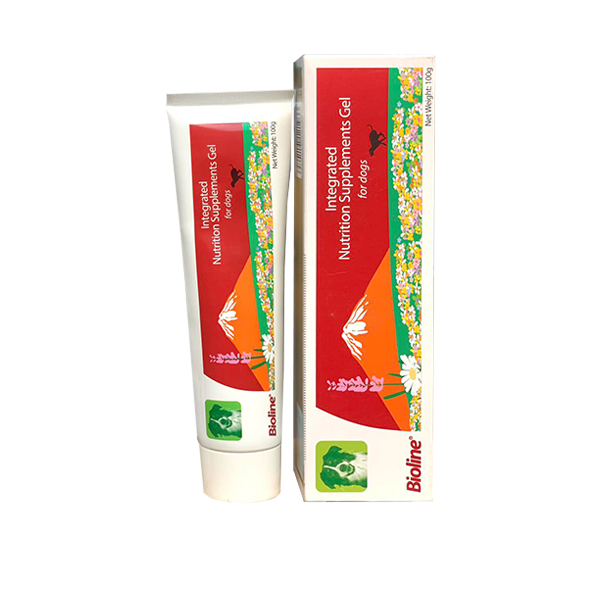 Integrated
Nutrition Supplements Gel
for dogs
Net Weight: 100g
Bioline®
Integrated
Nutrition Supplements Gel
for dogs
Net Weight: 100g
Bioline®